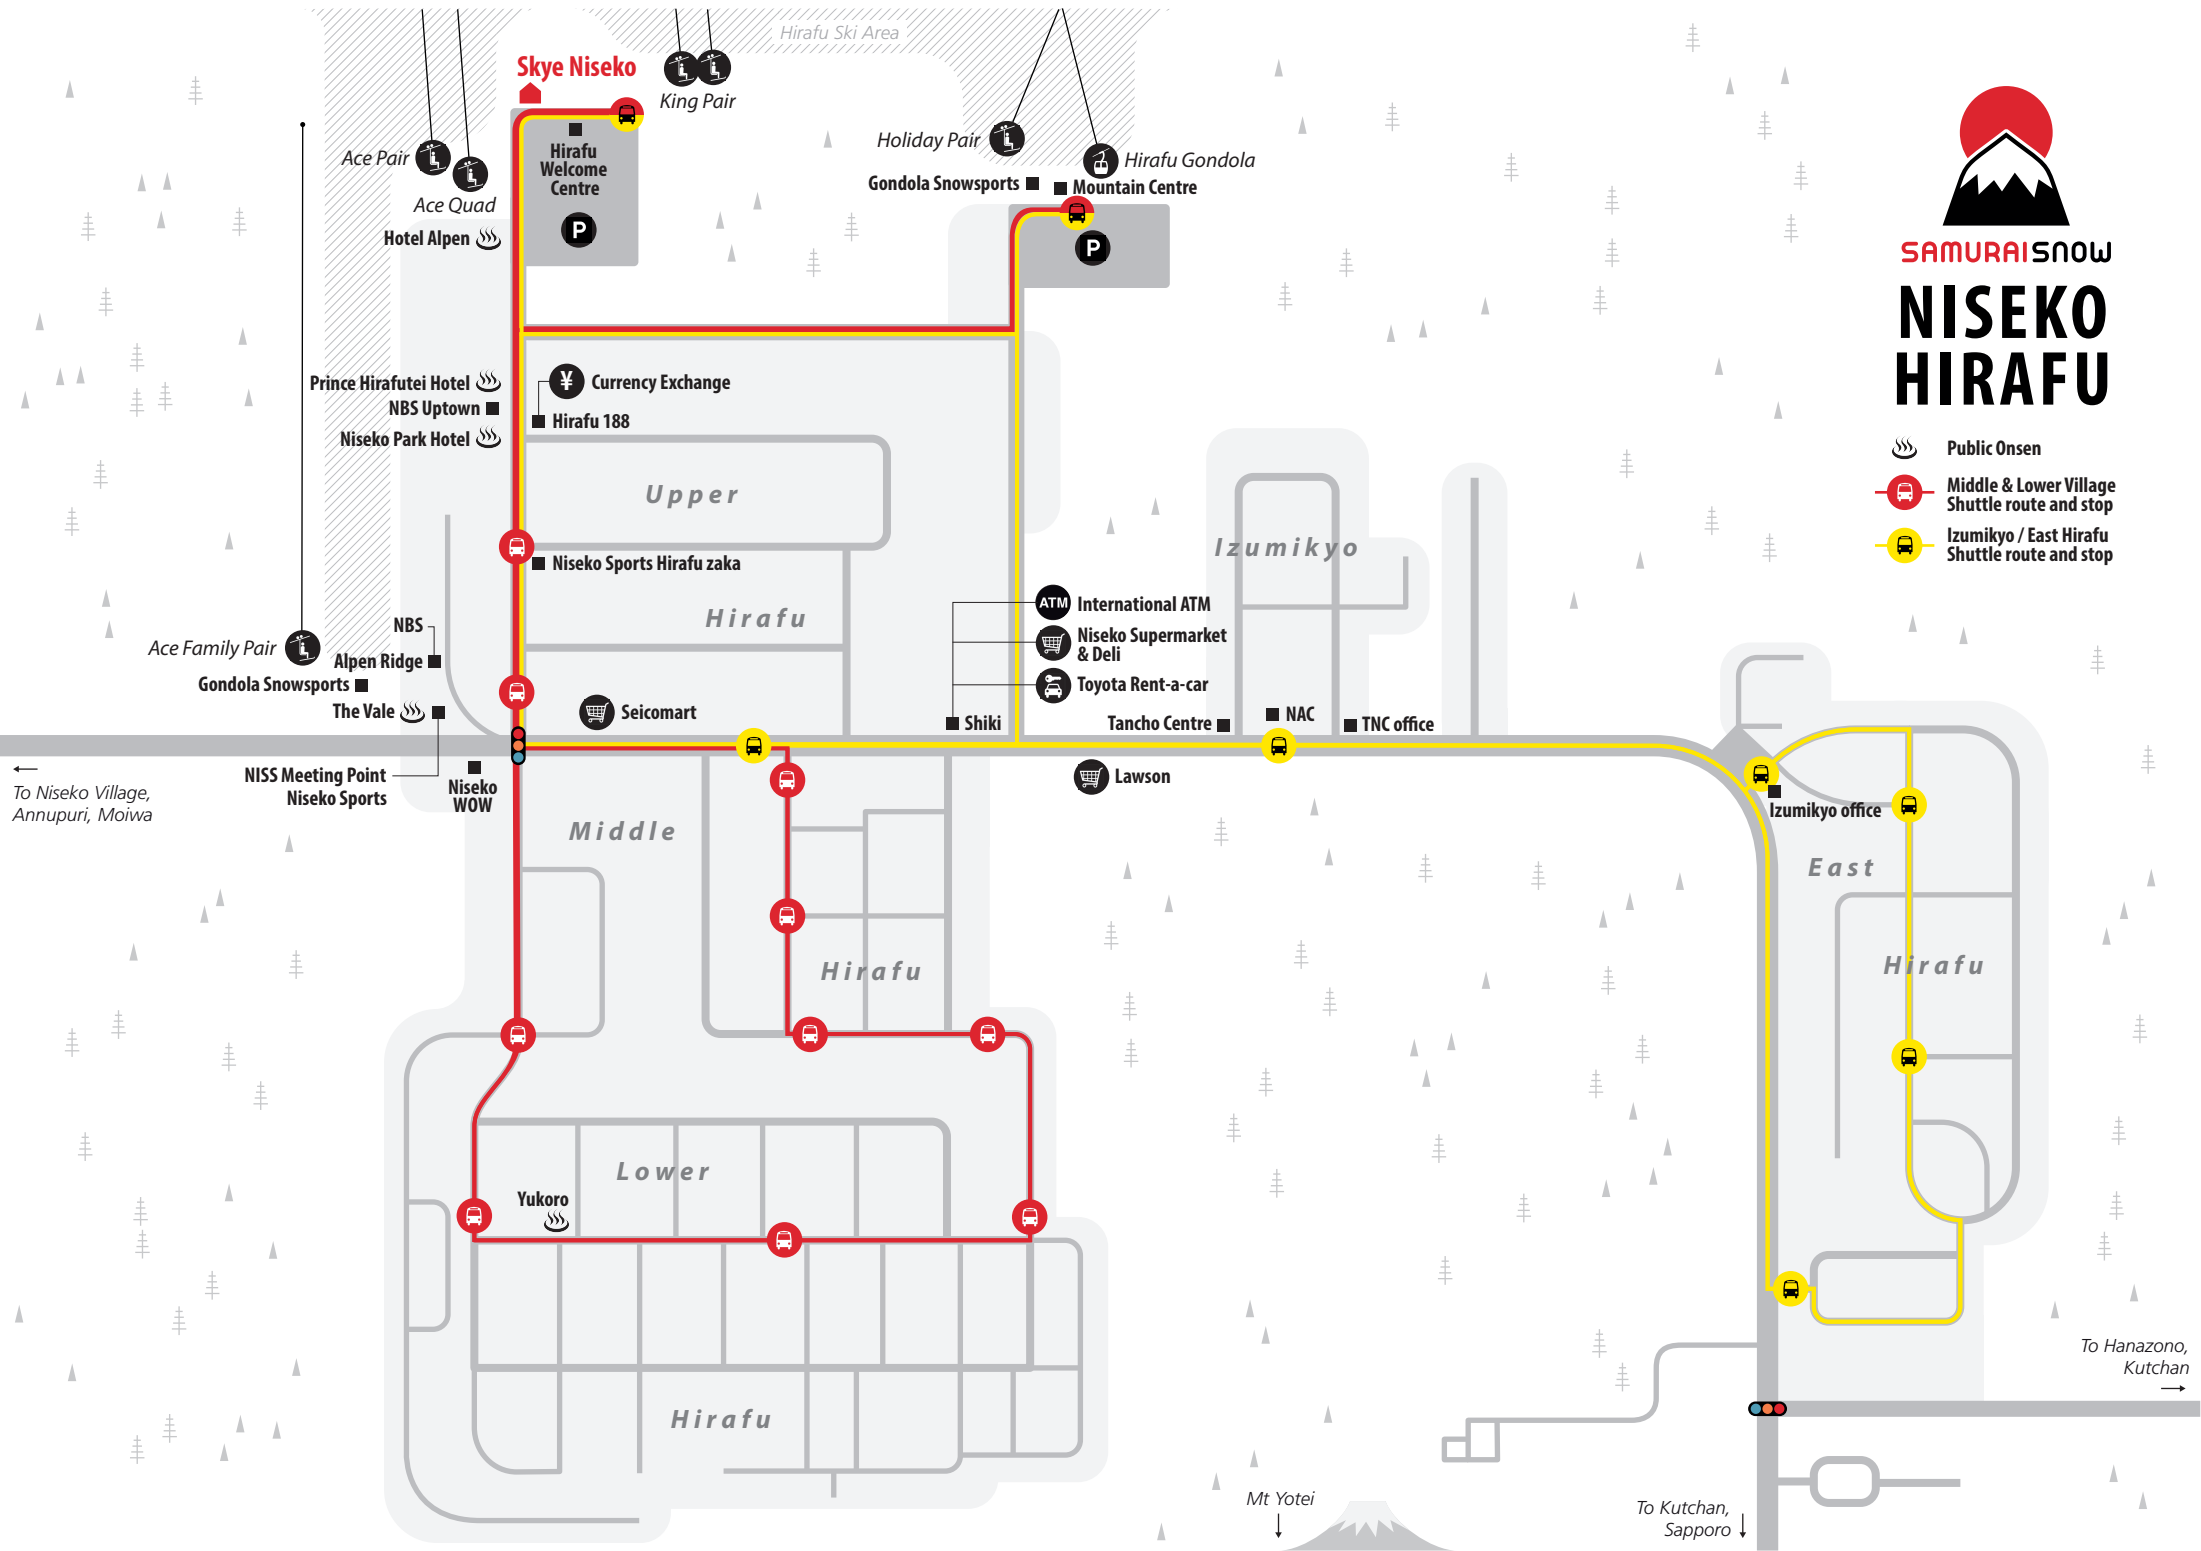 Hirafu Ski Area
Skye Niseko
King Pair
Ace Pair
Ace Quad
Hirafu
Welcome
Centre
P
Holiday Pair
Hirafu Gondola
Gondola Snowsports
Mountain Centre
P
Hotel Alpen
SAMURAISNOW
NISEKO
HIRAFU
Public Onsen
Middle & Lower Village
Shuttle route and stop
Izumikyo / East Hirafu
Shuttle route and stop
Prince Hirafutei Hotel
NBS Uptown
Niseko Park Hotel
¥
Currency Exchange
Hirafu 188
Upper
Niseko Sports Hirafu zaka
Hirafu
Izumikyo
ATM
International ATM
Niseko Supermarket
& Deli
Toyota Rent-a-car
Shiki
NBS
Ace Family Pair
Alpen Ridge
Gondola Snowsports
The Vale
Seicomart
Tancho Centre
NAC
TNC office
To Niseko Village,
Annupuri, Moiwa
NISS Meeting Point
Niseko Sports
Niseko
WOW
Lawson
Izumikyo office
Middle
Hirafu
East
Hirafu
Lower
Yukoro
Hirafu
To Hanazono,
Kutchan
Mt Yotei
To Kutchan,
Sapporo